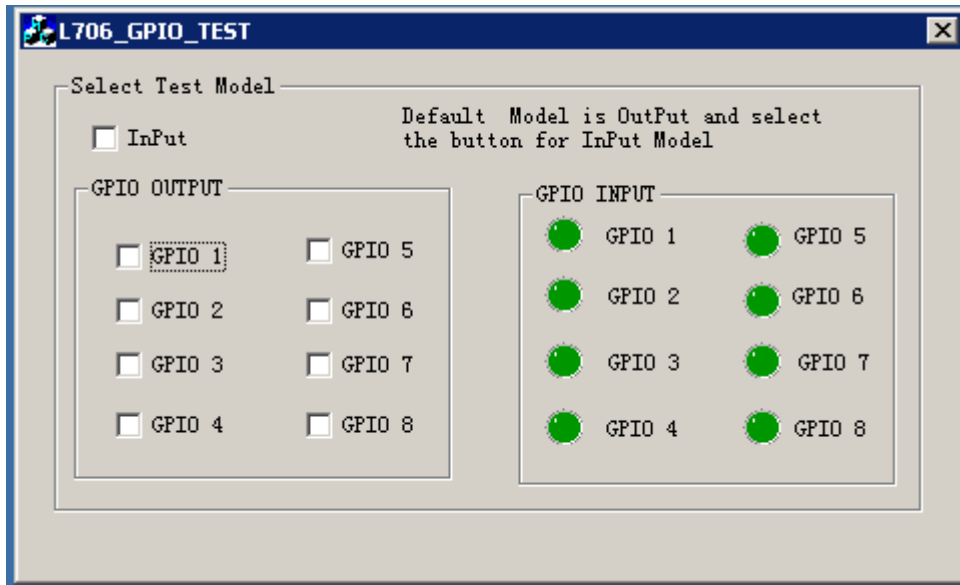 L706_GPIO_TEST
Select Test Model
InPut
Default Model is OutPut and select
the button for InPut Model
GPIO OUTPUT
GPIO 1
GPIO 5
GPIO 2
GPIO 6
GPIO 3
GPIO 7
GPIO 4
GPIO 8
GPIO INPUT
GPIO 1
GPIO 5
GPIO 2
GPIO 6
GPIO 3
GPIO 7
GPIO 4
GPIO 8